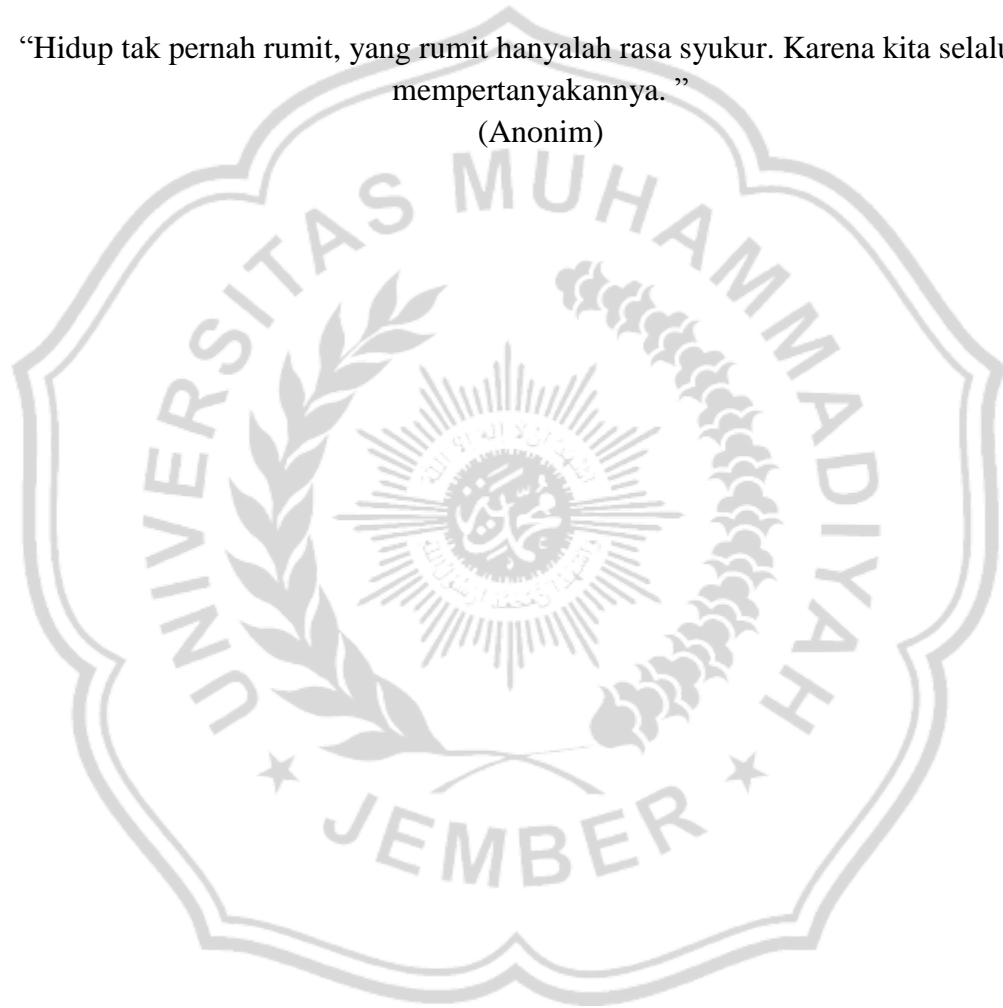 “Hidup tak pernah rumit, yang rumit hanyalah rasa syukur. Karena kita selalu
mempertanyakannya. ”
(Anonim)
UNIVERSITAS MUHAMMADIYAH
JEMBER